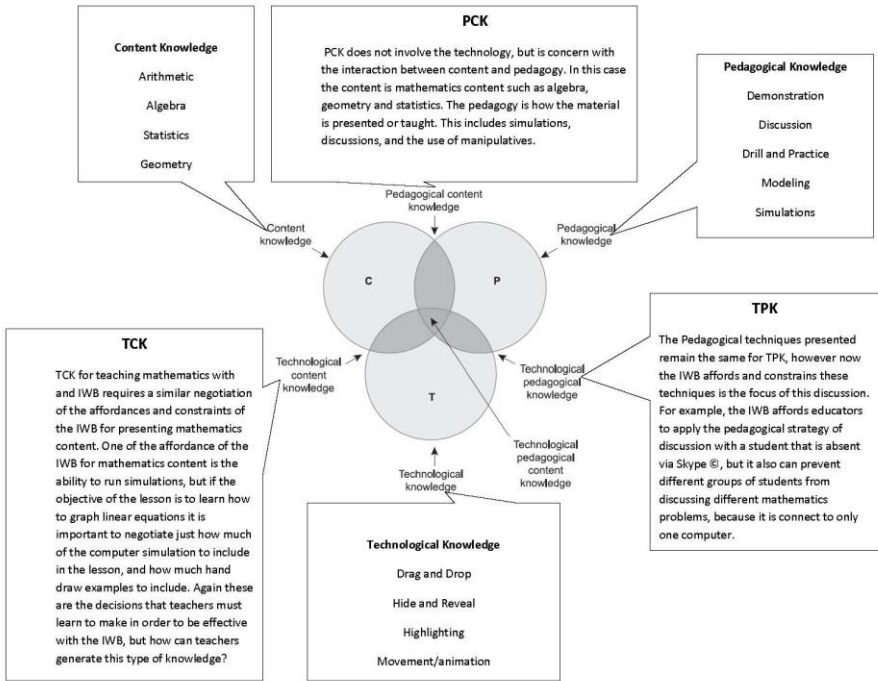 Content Knowledge
Arithmetic
Algebra
Statistics
Geometry
PCK
PCK does not involve the technology, but is concern with
the interaction between content and pedagogy. In this case
the content is mathematics content such as algebra,
geometry and statistics. The pedagogy is how the material
is presented or taught. This includes simulations,
discussions, and the use of manipulatives.
Pedagogical Knowledge
Demonstration
Discussion
Drill and Practice
Modeling
Simulations
Pedagogical content
knowledge
Content
knowledge
Pedagogical
knowledge
C
P
T
Technological
content
knowledge
Technological
pedagogical
knowledge
Technological
knowledge
Technological
pedagogical
content
knowledge
TCK
TCK for teaching mathematics with
and IWB requires a similar negotiation
of the affordances and constraints of
the IWB for presenting mathematics
content. One of the affordance of the
IWB for mathematics content is the
ability to run simulations, but if the
objective of the lesson is to learn how
to graph linear equations it is
important to negotiate just how much
of the computer simulation to include
in the lesson, and how much hand
draw examples to include. Again these
are the decisions that teachers must
learn to make in order to be effective
with the IWB, but how can teachers
generate this type of knowledge?
TPK
The Pedagogical techniques presented
remain the same for TPK, however now
the IWB affords and constrains these
techniques is the focus of this discussion.
For example, the IWB affords educators
to apply the pedagogical strategy of
discussion with a student that is absent
via Skype ©, but it also can prevent
different groups of students from
discussing different mathematics
problems, because it is connect to only
one computer.
Technological Knowledge
Drag and Drop
Hide and Reveal
Highlighting
Movement/animation